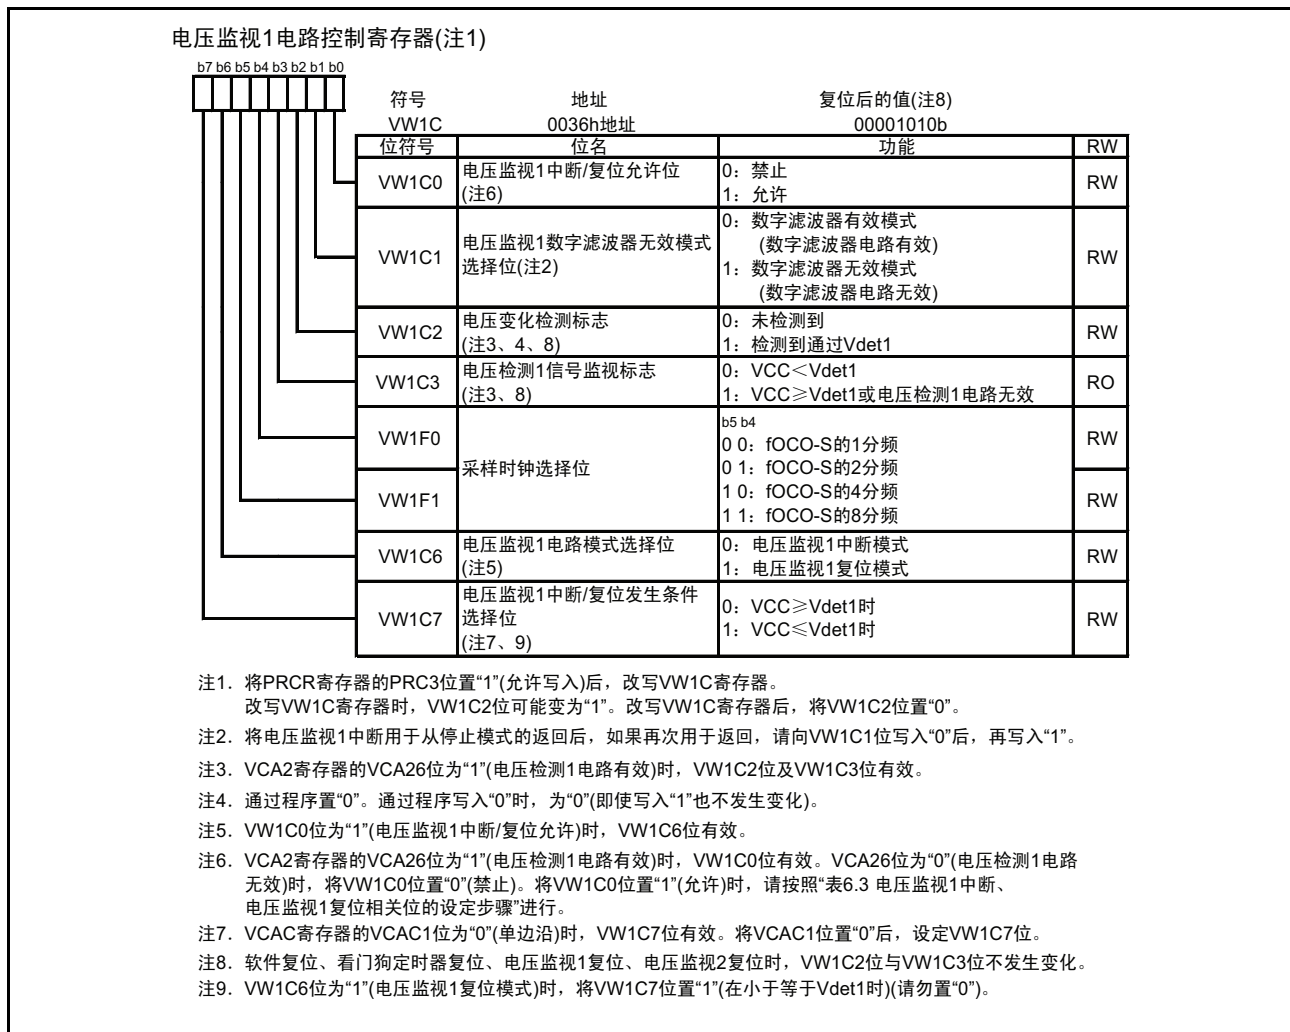 电压监视1电路控制寄存器(注1)
b7 b6 b5 b4 b3 b2 b1 b0
符号 地址 复位后的值(注8)
VW1C 0036h地址 00001010b
位符号 位名 功能 RW
VW1C0 电压监视1中断/复位允许位
(注6)
0：禁止
1：允许
RW
VW1C1 电压监视1数字滤波器无效模式
选择位(注2)
0：数字滤波器有效模式
(数字滤波器电路有效)
1：数字滤波器无效模式
(数字滤波器电路无效)
RW
VW1C2 电压变化检测标志
(注3、4、8)
0：未检测到
1：检测到通过Vdet1
RW
VW1C3 电压检测1信号监视标志
(注3、8)
0：VCC＜Vdet1
1：VCC≥Vdet1或电压检测1电路无效
RO
VW1F0
VW1F1
采样时钟选择位
b5 b4
0 0：fOCO-S的1分频
0 1：fOCO-S的2分频
1 0：fOCO-S的4分频
1 1：fOCO-S的8分频
RW
RW
VW1C6 电压监视1电路模式选择位
(注5)
0：电压监视1中断模式
1：电压监视1复位模式
RW
VW1C7 电压监视1中断/复位发生条件
选择位
(注7、9)
0：VCC≥Vdet1时
1：VCC≤Vdet1时
RW
注1．将PRCR寄存器的PRC3位置“1”(允许写入)后，改写VW1C寄存器。
改写VW1C寄存器时，VW1C2位可能变为“1”。改写VW1C寄存器后，将VW1C2位置“0”。
注2．将电压监视1中断用于从停止模式的返回后，如果再次用于返回，请向VW1C1位写入“0”后，再写入“1”。
注3．VCA2寄存器的VCA26位为“1”(电压检测1电路有效)时，VW1C2位及VW1C3位有效。
注4．通过程序置“0”。通过程序写入“0”时，为“0”(即使写入“1”也不发生变化)。
注5．VW1C0位为“1”(电压监视1中断/复位允许)时，VW1C6位有效。
注6．VCA2寄存器的VCA26位为“1”(电压检测1电路有效)时，VW1C0位有效。VCA26位为“0”(电压检测1电路
无效)时，将VW1C0位置“0”(禁止)。将VW1C0位置“1”(允许)时，请按照“表6.3 电压监视1中断、
电压监视1复位相关位的设定步骤”进行。
注7．VCAC寄存器的VCAC1位为“0”(单边沿)时，VW1C7位有效。将VCAC1位置“0”后，设定VW1C7位。
注8．软件复位、看门狗定时器复位、电压监视1复位、电压监视2复位时，VW1C2位与VW1C3位不发生变化。
注9．VW1C6位为“1”(电压监视1复位模式)时，将VW1C7位置“1”(在小于等于Vdet1时)(请勿置“0”)。